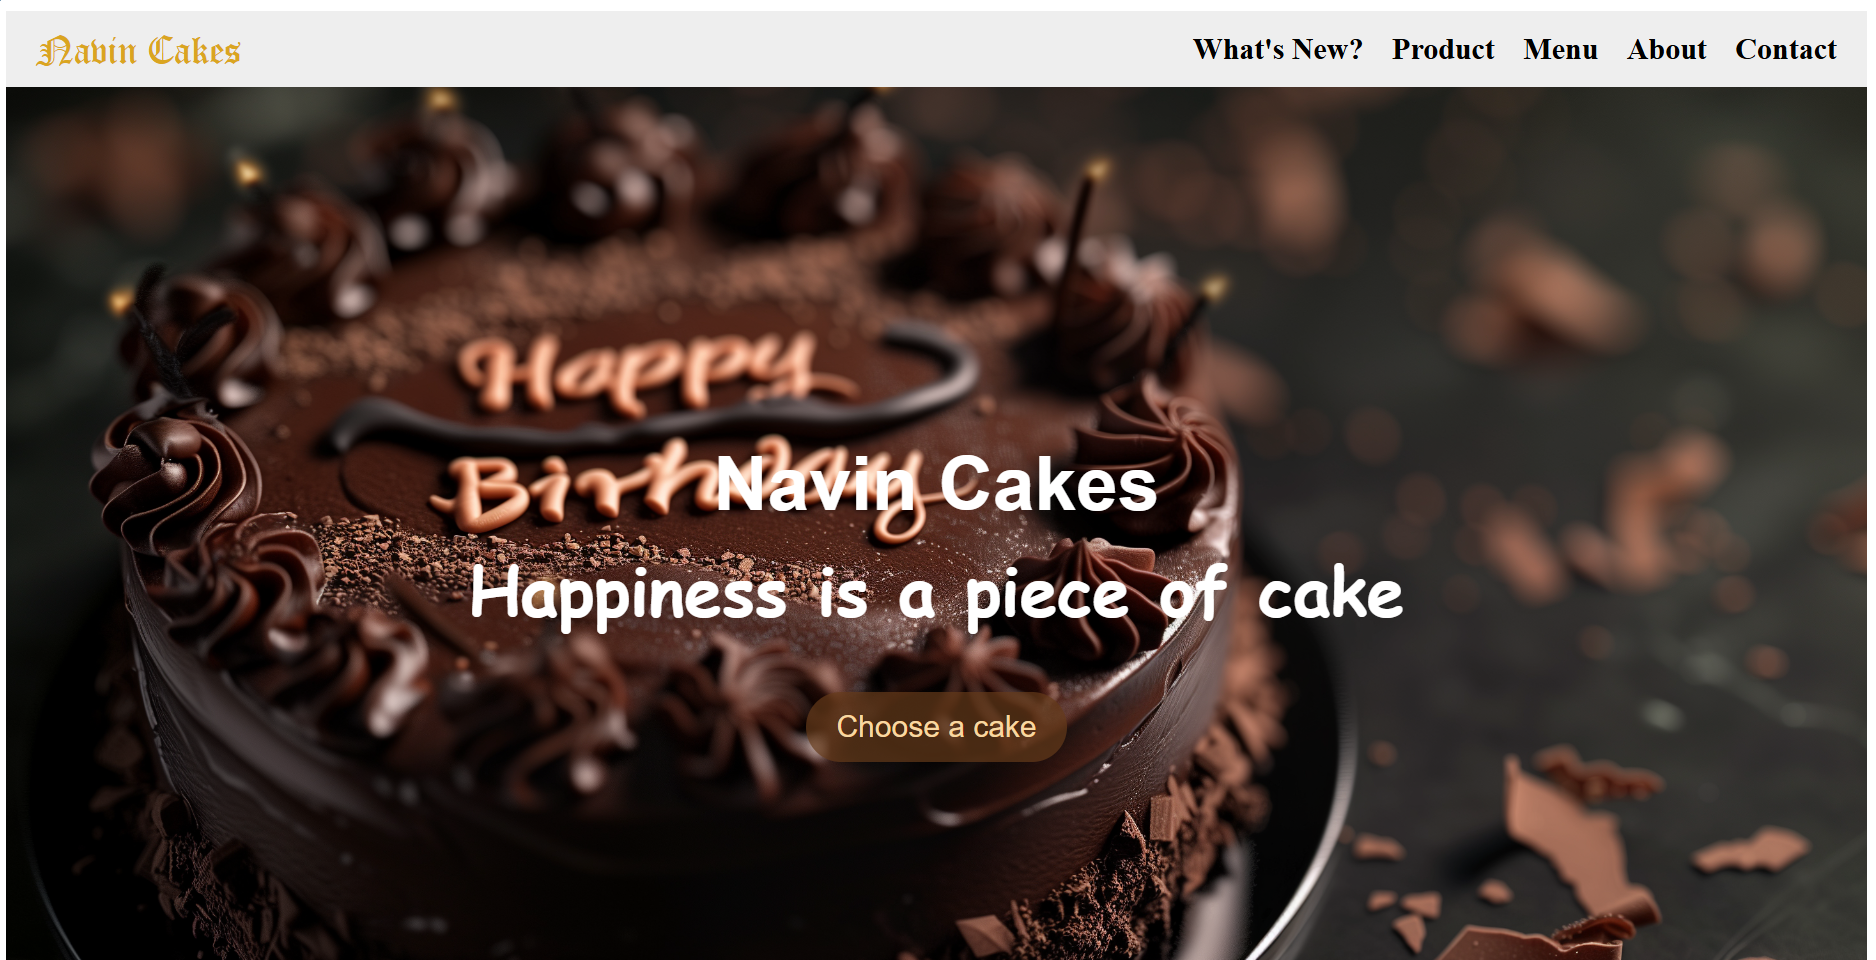 Navin Cakes
What's New? Product Menu About Contact
Happy
Birthday
Navin Cakes
Happiness is a piece of cake
Choose a cake